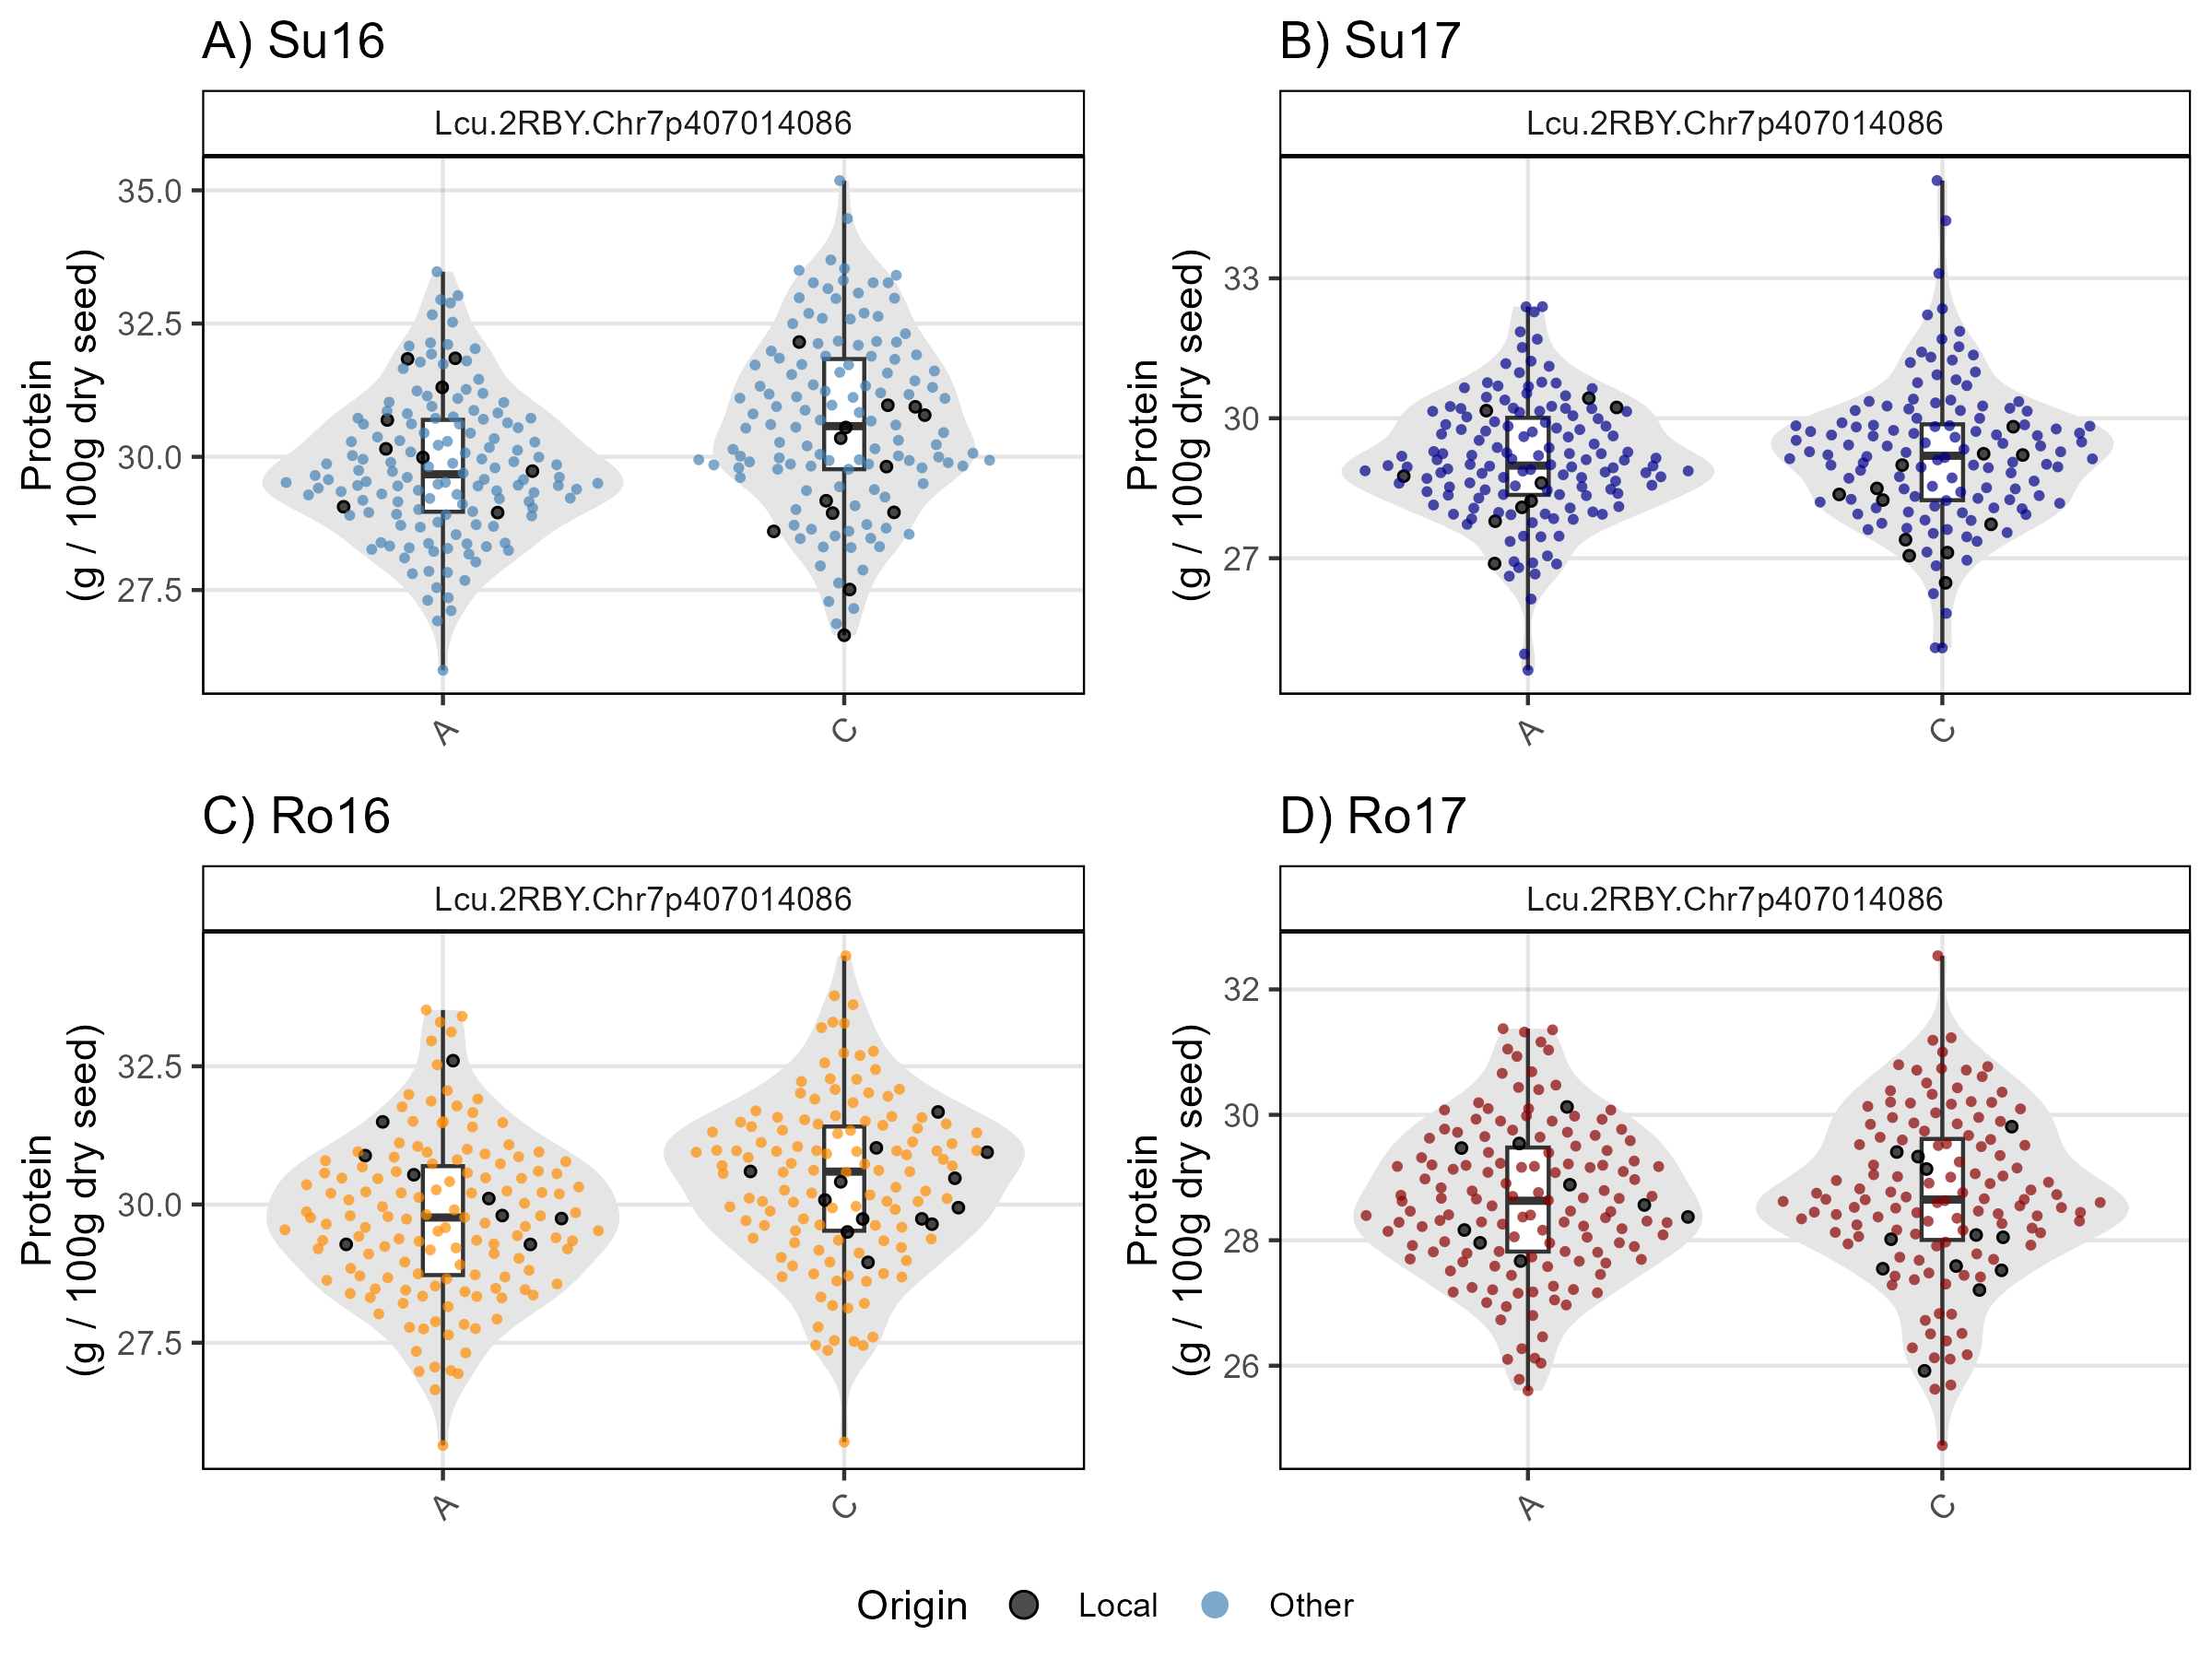 A) Su16
Lcu.2RBY.Chr7p407014086
Protein
(g / 100g dry seed)
35.0
32.5
30.0
27.5
A
C
B) Su17
Lcu.2RBY.Chr7p407014086
Protein
(g / 100g dry seed)
33
30
27
A
C
C) Ro16
Lcu.2RBY.Chr7p407014086
Protein
(g / 100g dry seed)
32.5
30.0
27.5
A
C
D) Ro17
Lcu.2RBY.Chr7p407014086
Protein
(g / 100g dry seed)
32
30
28
26
A
C
Origin Local Other